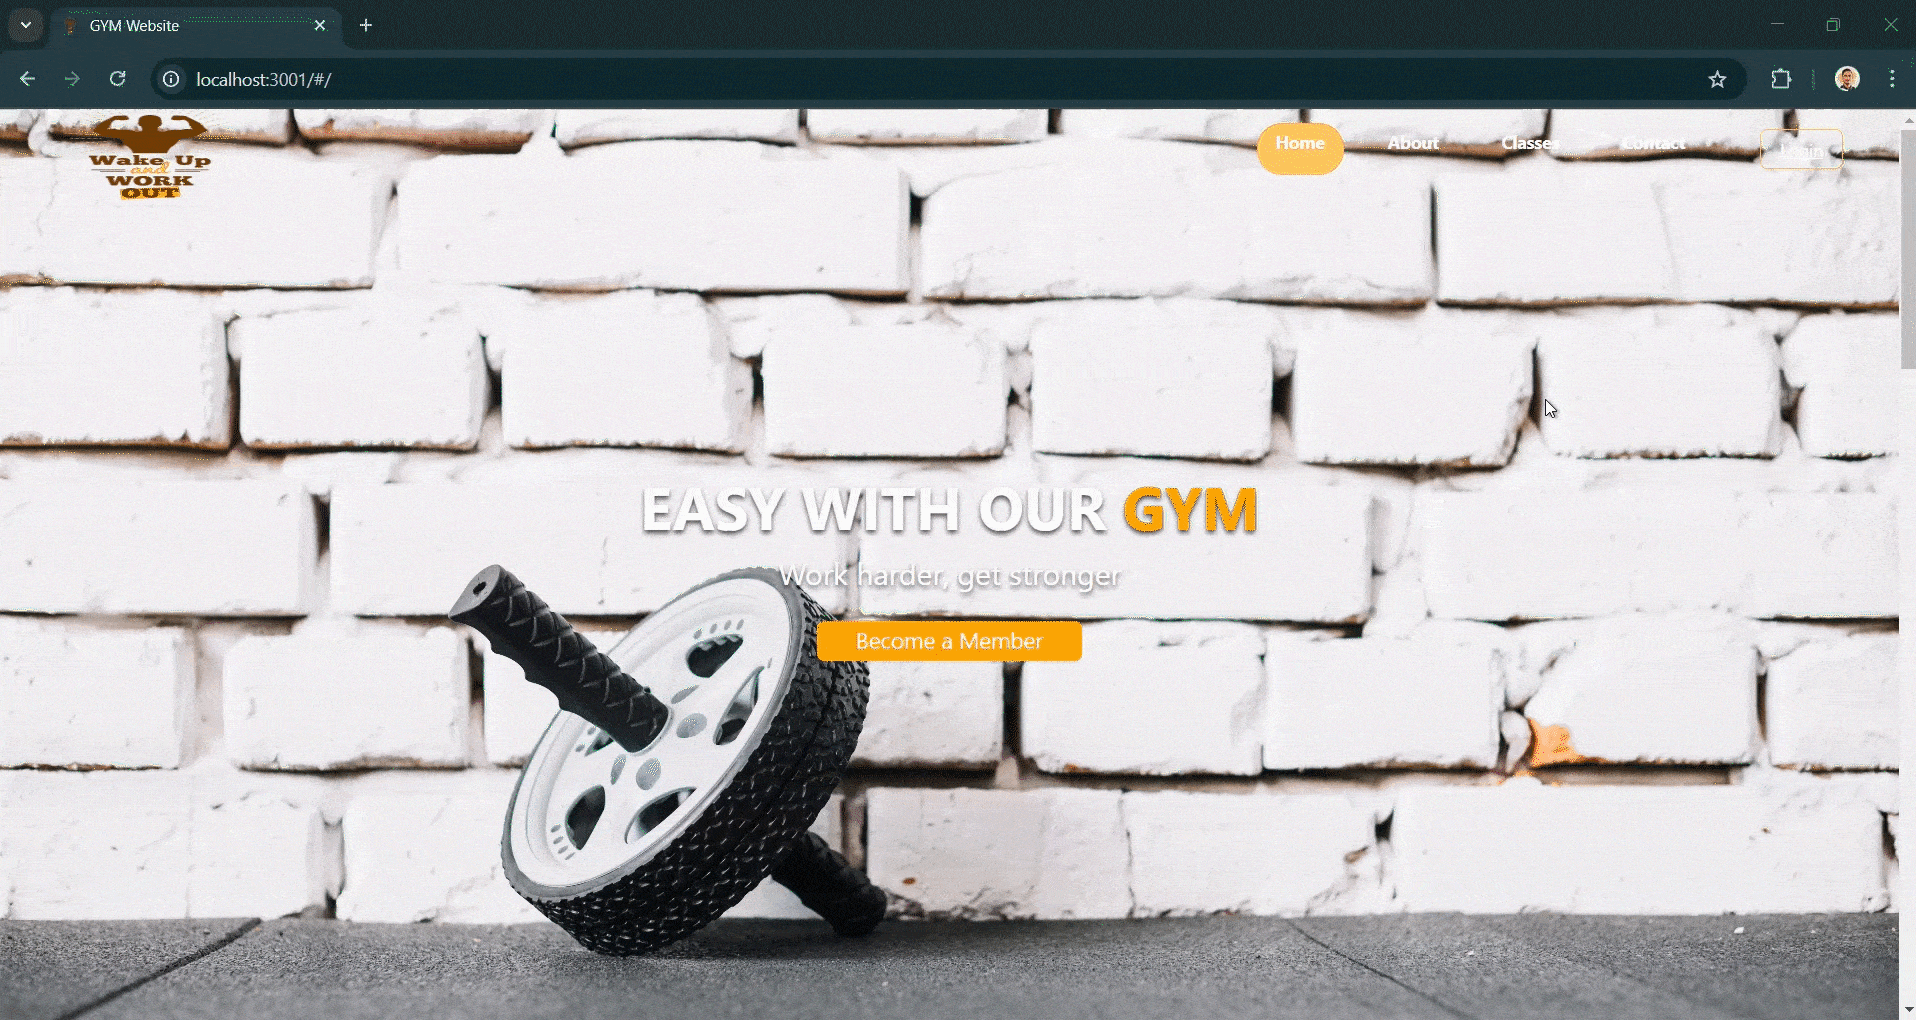 GYM Website
localhost:3001/#/
Wake Up
and
WORK
OUT
Home
About
Classes
Contact
Login
EASY WITH OUR GYM
Work harder, get stronger
Become a Member